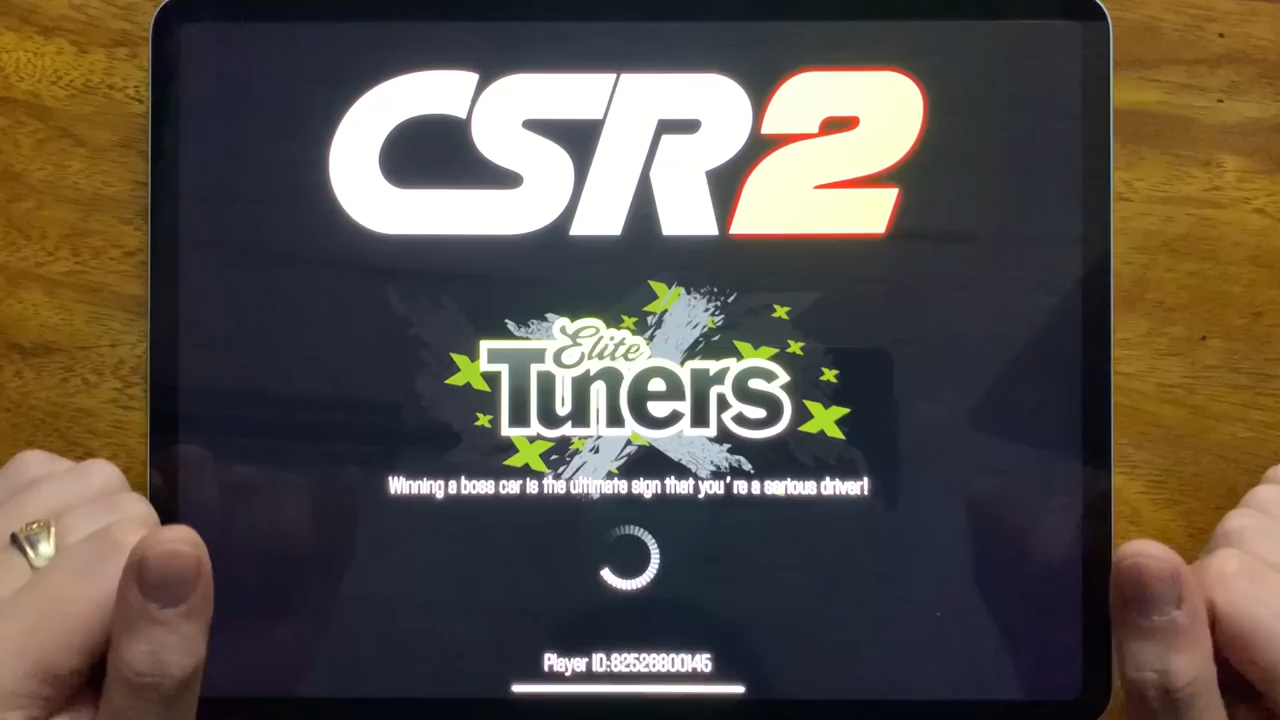 CSR2
Elite
Tuners
Winning a boss car is the ultimate sign that you're a serious driver!
Player ID:82526800145